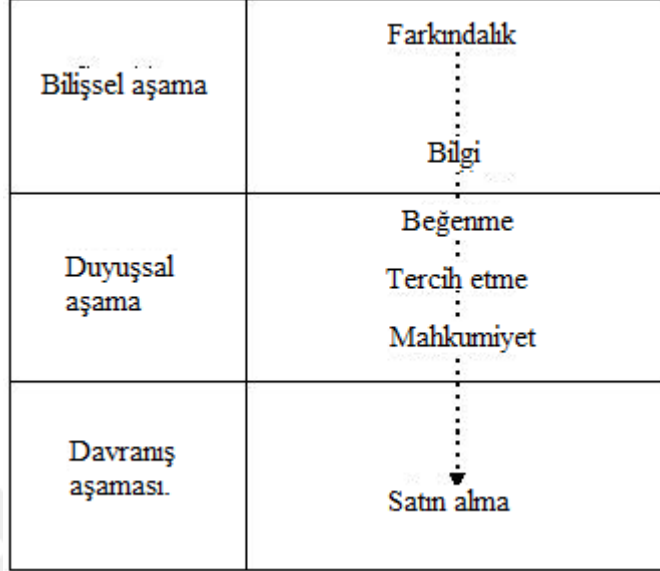 Bilişsel aşama
Farkındalık
Bilgi
Duyuşsal
aşama
Beğenme
Tercih etme
Mahkumiyet
Davranış
aşaması.
Satın alma